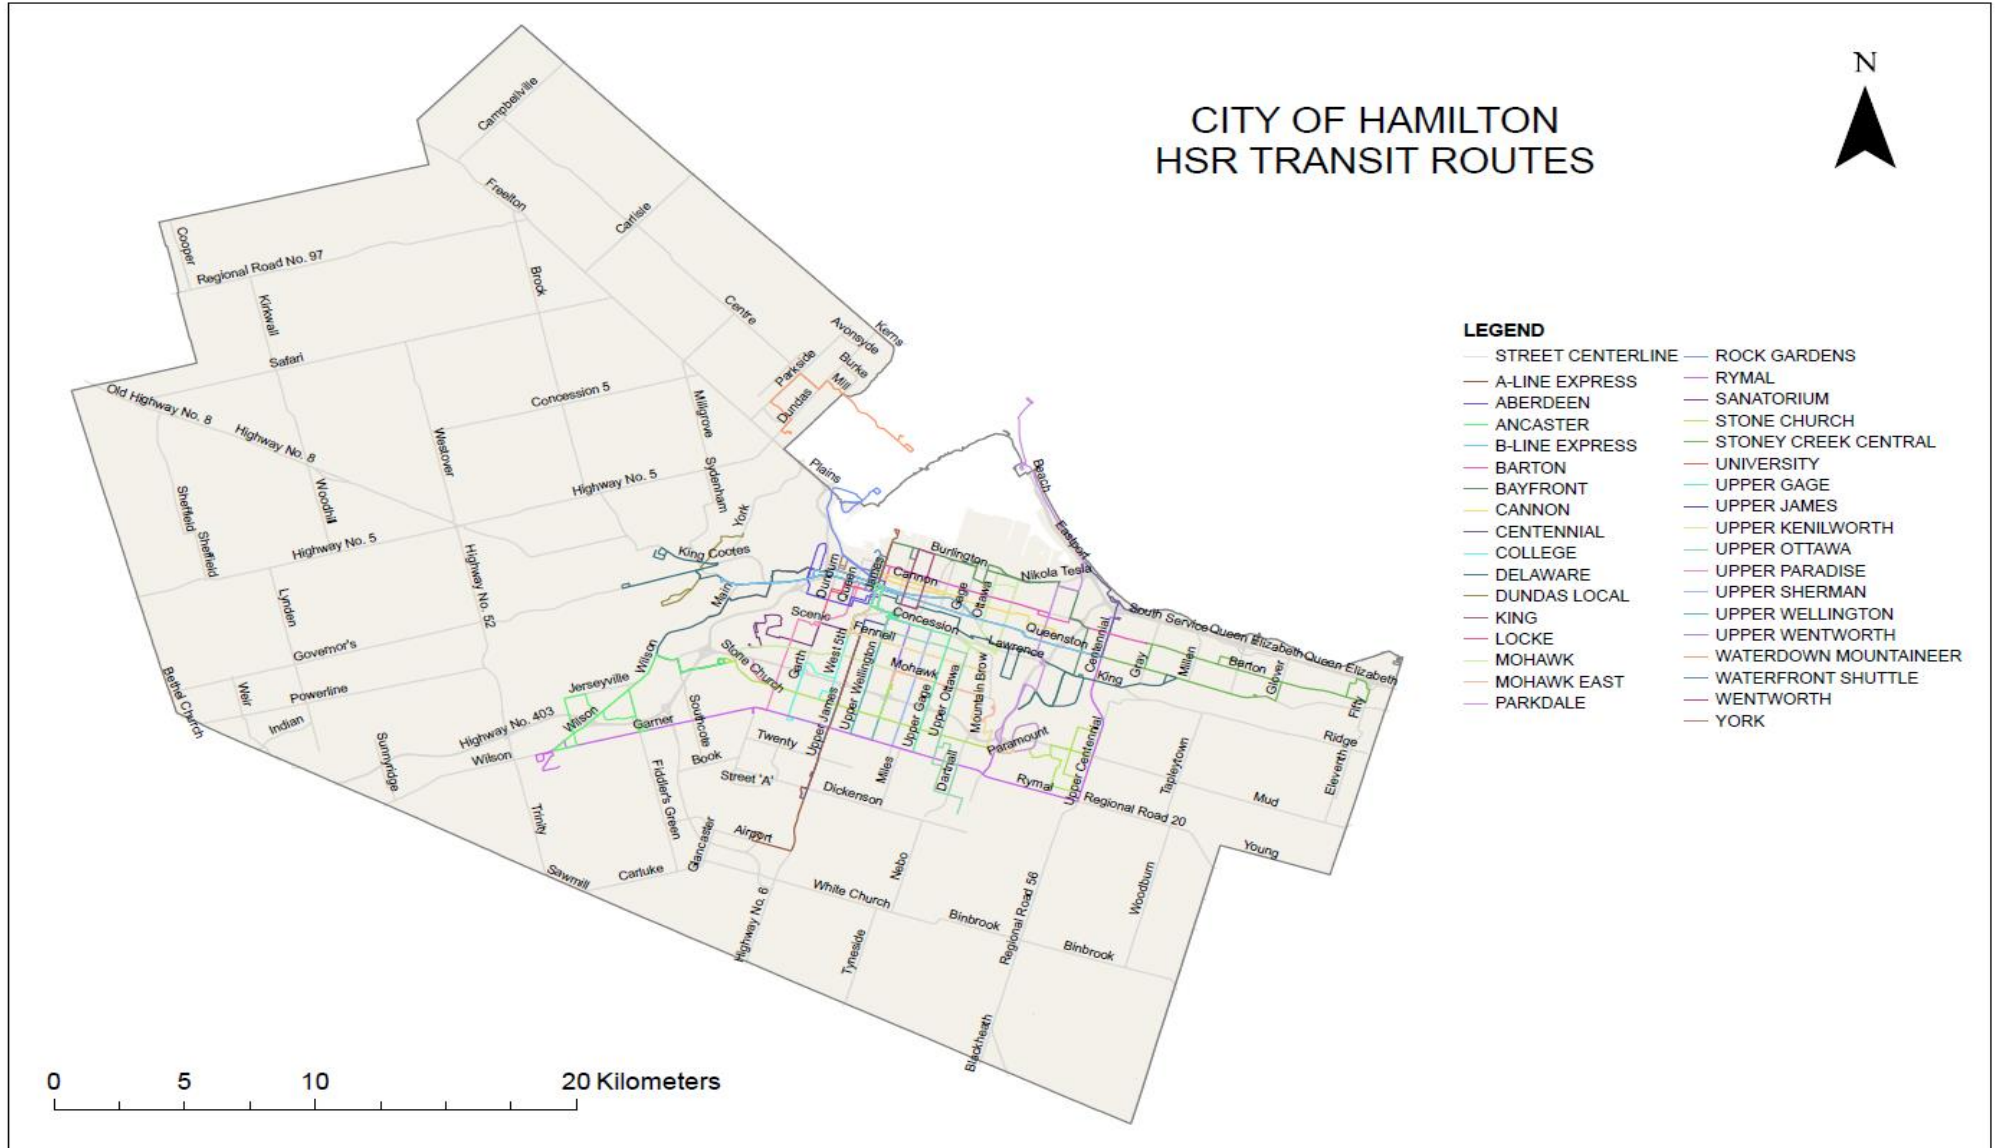 CITY OF HAMILTON
HSR TRANSIT ROUTES
N
Campbellville
Freelton
Carlisle
Cooper
Regional Road No. 97
Kirkwall
Brock
Centre
Avonsyde
Kerns
Safari
Parkside
Burke
Mill
Dundas
Old Highway No. 8
Highway No. 8
Concession 5
Millgrove
Westover
Sydenham
Plains
Highway No. 5
Woodhill
Sheffield
Sheffield
York
Highway No. 5
King Cootes
Beach
Eastport
Burlington
Nikola Tesla
Highway No. 52
Lynden
Main
Dundurn
Queen
James
Cannon
Gage
Ottawa
Scenic
Concession
Fennell
Queenston
Lawrence
South Service
Queen Elizabeth
Queen Elizabeth
Centennial
Governor's
Wilson
Stone Church
Garth
West 5th
Upper Wellington
Mohawk
Mountain Brow
King
Gray
Millen
Barton
Glover
Fifty
Bethel Church
Weir
Powerline
Indian
Jerseyville
Highway No. 403
Wilson
Garner
Southcote
Upper James
Upper Gage
Upper Ottawa
Paramount
Upper Centennial
Ridge
Eleventh
Sunnyridge
Wilson
Twenty
Book
Street 'A'
Miles
Dartnall
Rymal
Tapleytown
Mud
Fiddler's Green
Dickenson
Regional Road 20
Trinity
Airport
Glancaster
Young
Sawmill
Carluke
Nebo
White Church
Woodburn
Highway No. 6
Binbrook
Regional Road 56
Binbrook
Tyneside
Blackheath
LEGEND
STREET CENTERLINE
A-LINE EXPRESS
ABERDEEN
ANCASTER
B-LINE EXPRESS
BARTON
BAYFRONT
CANNON
CENTENNIAL
COLLEGE
DELAWARE
DUNDAS LOCAL
KING
LOCKE
MOHAWK
MOHAWK EAST
PARKDALE
ROCK GARDENS
RYMAL
SANATORIUM
STONE CHURCH
STONEY CREEK CENTRAL
UNIVERSITY
UPPER GAGE
UPPER JAMES
UPPER KENILWORTH
UPPER OTTAWA
UPPER PARADISE
UPPER SHERMAN
UPPER WELLINGTON
UPPER WENTWORTH
WATERDOWN MOUNTAINEER
WATERFRONT SHUTTLE
WENTWORTH
YORK
0 5 10 20 Kilometers